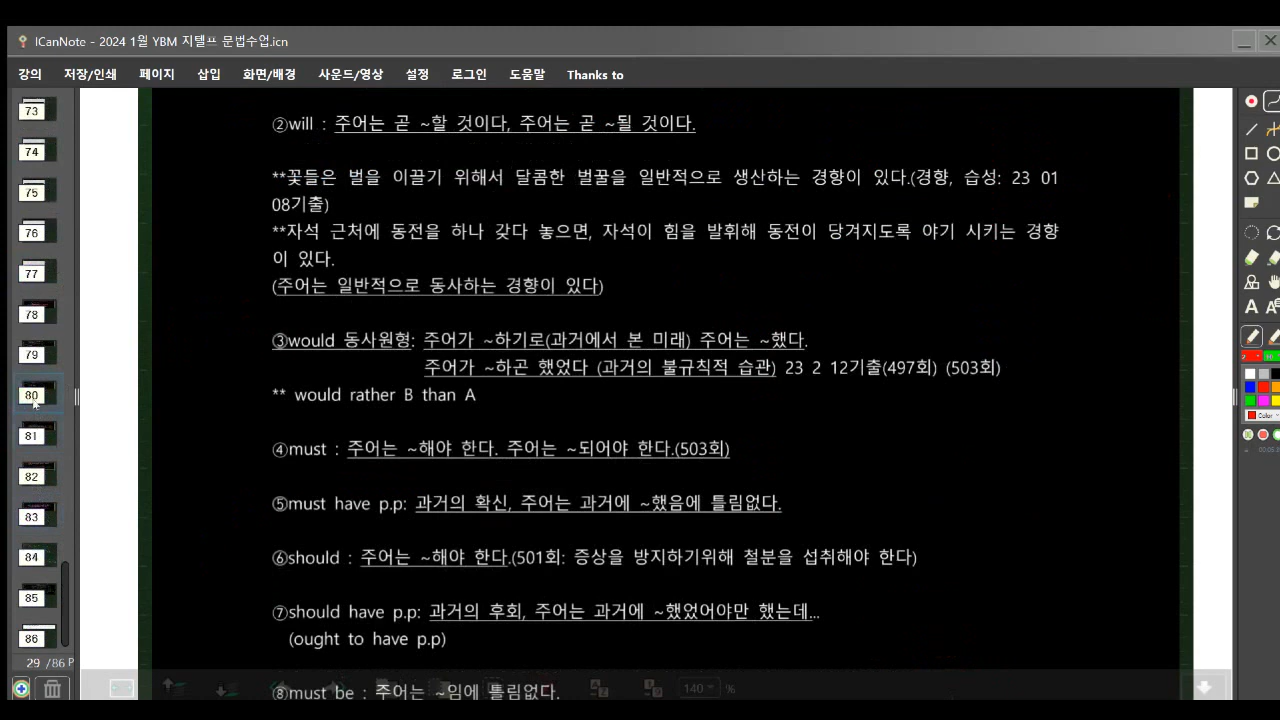 ICanNote - 2024 1월 YBM 지텔프 문법수업.icn
강의 저장/인쇄 페이지 삽입 화면/배경 사운드/영상 설정 로그인 도움말 Thanks to
73
74
75
76
77
78
79
80
81
82
83
84
85
86
29 /86 P
②will : 주어는 곧 ~할 것이다, 주어는 곧 ~될 것이다.
**꽃들은 벌을 이끌기 위해서 달콤한 벌꿀을 일반적으로 생산하는 경향이 있다.(경향, 습성: 23 01
08기출)
**자석 근처에 동전을 하나 갖다 놓으면, 자석이 힘을 발휘해 동전이 당겨지도록 야기 시키는 경향
이 있다.
(주어는 일반적으로 동사하는 경향이 있다)
③would 동사원형: 주어가 ~하기로(과거에서 본 미래) 주어는 ~했다.
주어가 ~하곤 했었다 (과거의 불규칙적 습관) 23 2 12기출(497회) (503회)
** would rather B than A
④must : 주어는 ~해야 한다. 주어는 ~되어야 한다.(503회)
⑤must have p.p: 과거의 확신, 주어는 과거에 ~했음에 틀림없다.
⑥should : 주어는 ~해야 한다.(501회: 증상을 방지하기위해 철분을 섭취해야 한다)
⑦should have p.p: 과거의 후회, 주어는 과거에 ~했었어야만 했는데...
(ought to have p.p)
⑧must be : 주어는 ~임에 틀림없다.
140 %
Color